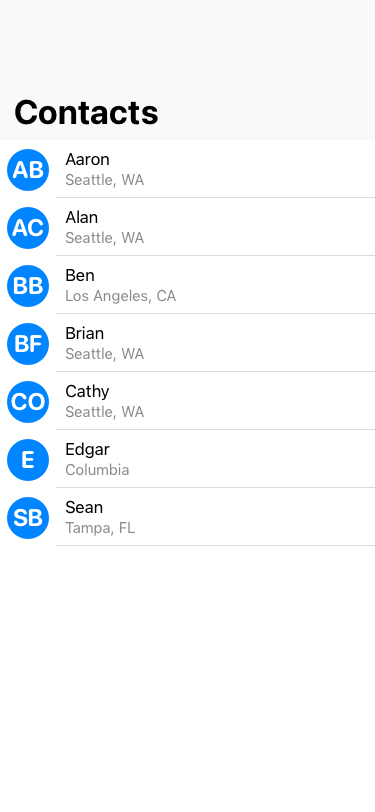 Contacts
AB
Aaron
Seattle, WA
AC
Alan
Seattle, WA
BB
Ben
Los Angeles, CA
BF
Brian
Seattle, WA
CO
Cathy
Seattle, WA
E
Edgar
Columbia
SB
Sean
Tampa, FL